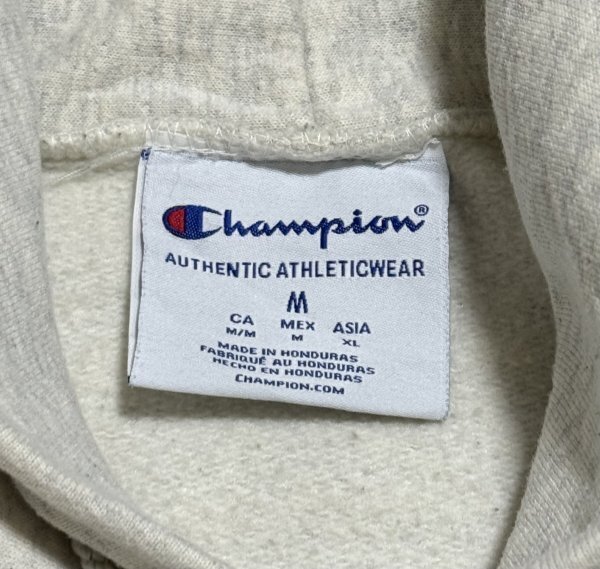 Champion®
AUTHENTIC ATHLETICWEAR
M
CA MEX ASIA
M/M M XL
MADE IN HONDURAS
FABRIQUÉ AU HONDURAS
HECHO EN HONDURAS
CHAMPION.COM